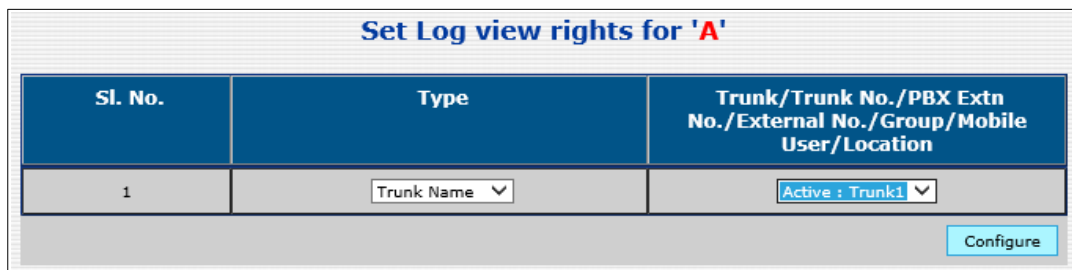 Set Log view rights for 'A'
Sl. No.
Type
Trunk/Trunk No./PBX Extn
No./External No./Group/Mobile
User/Location
1
Trunk Name
Active : Trunk1
Configure